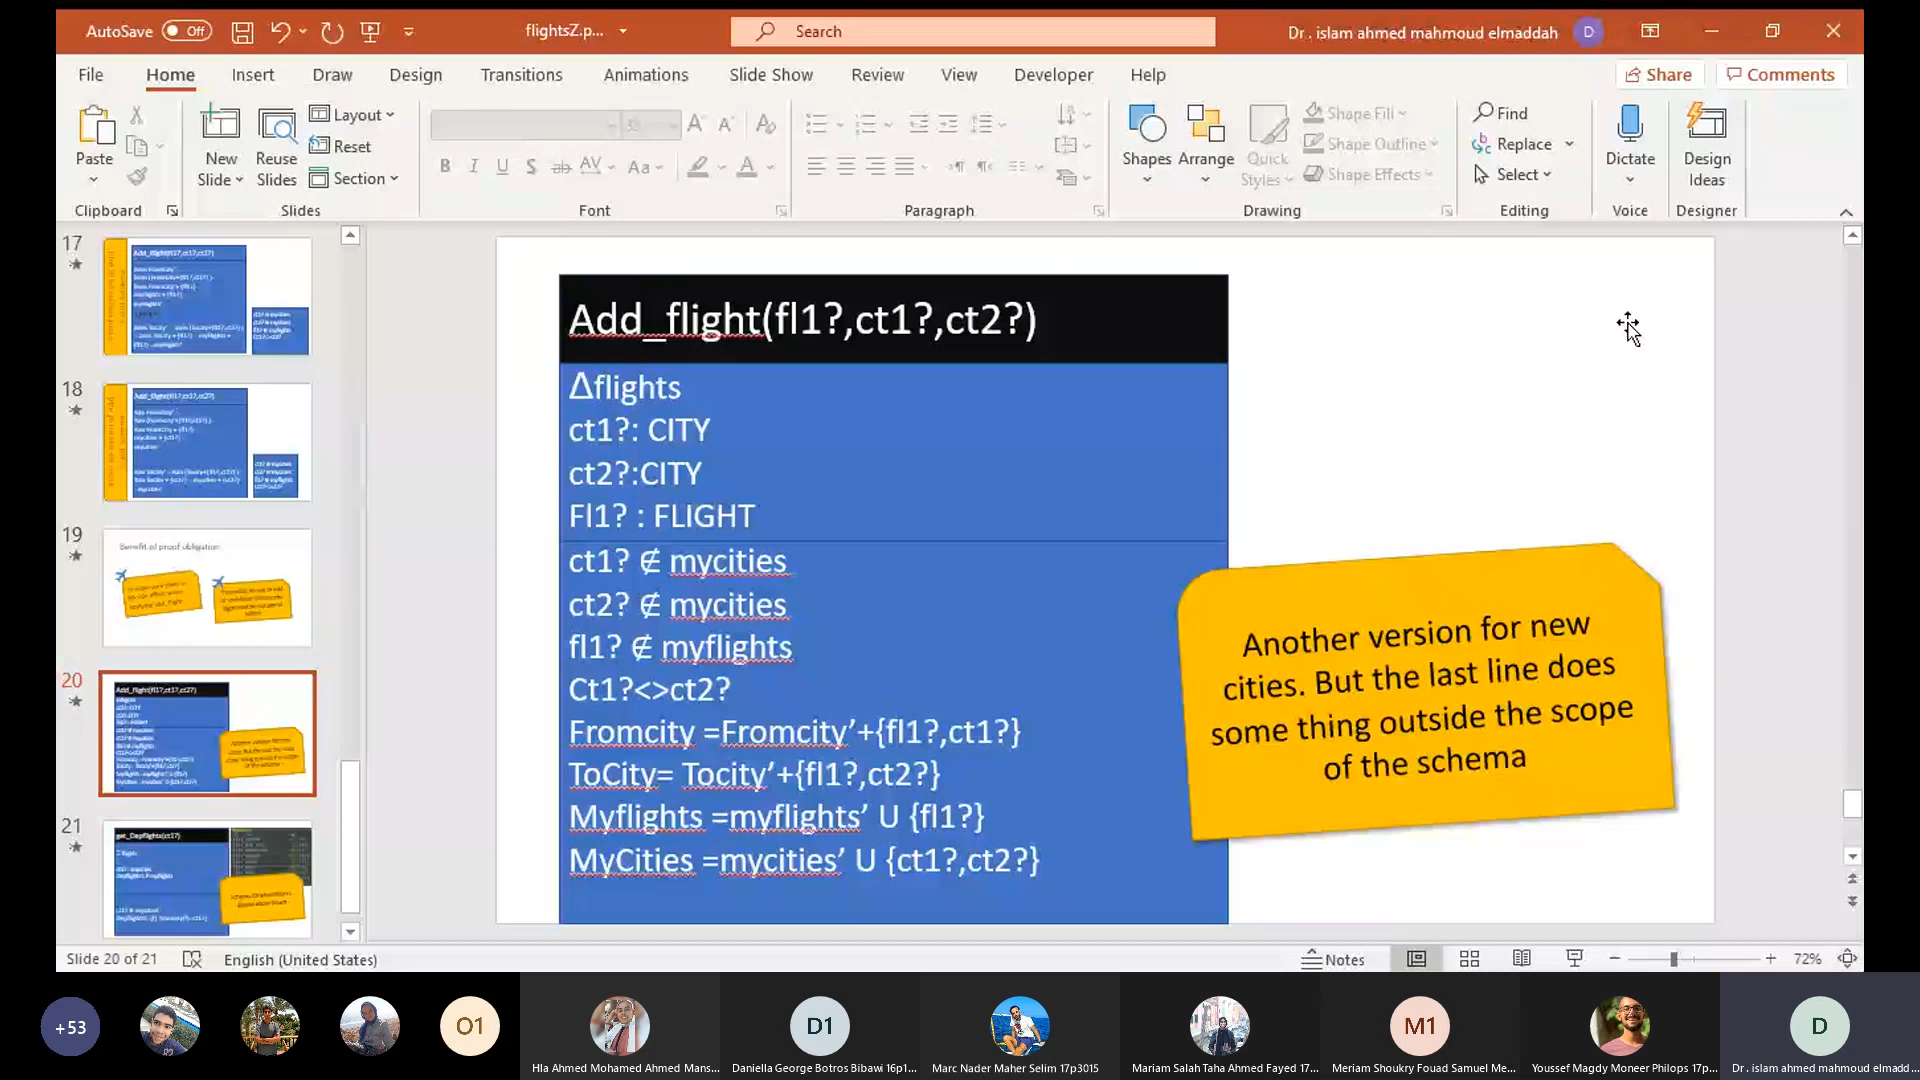 AutoSave Off
flightsZ.p...
Search
Dr. islam ahmed mahmoud elmaddah
D
File Home Insert Draw Design Transitions Animations Slide Show Review View Developer Help
Share
Comments
Paste
Clipboard
New Slide
Reuse Slides
Layout
Reset
Section
Slides
Font
Paragraph
Shapes
Arrange
Quick Styles
Shape Fill
Shape Outline
Shape Effects
Drawing
Find
Replace
Select
Editing
Dictate
Voice
Design Ideas
Designer
17
18
19
Benefit of proof obligation
20
21
Add_flight(fl1?,ct1?,ct2?)
Δflights
ct1?: CITY
ct2?:CITY
Fl1? : FLIGHT
ct1? ∉ mycities
ct2? ∉ mycities
fl1? ∉ myflights
Ct1?<>ct2?
Fromcity =Fromcity’+{fl1?,ct1?}
ToCity= Tocity’+{fl1?,ct2?}
Myflights =myflights’ U {fl1?}
MyCities =mycities’ U {ct1?,ct2?}
Another version for new
cities. But the last line does
some thing outside the scope
of the schema
Slide 20 of 21
English (United States)
Notes
72%
+53
O1
D1
M1
D
Hla Ahmed Mohamed Ahmed Mans...
Daniella George Botros Bibawi 16p1...
Marc Nader Maher Selim 17p3015
Mariam Salah Taha Ahmed Fayed 17...
Meriam Shoukry Fouad Samuel Me...
Youssef Magdy Moneer Philops 17p...
Dr. islam ahmed mahmoud elmadd...